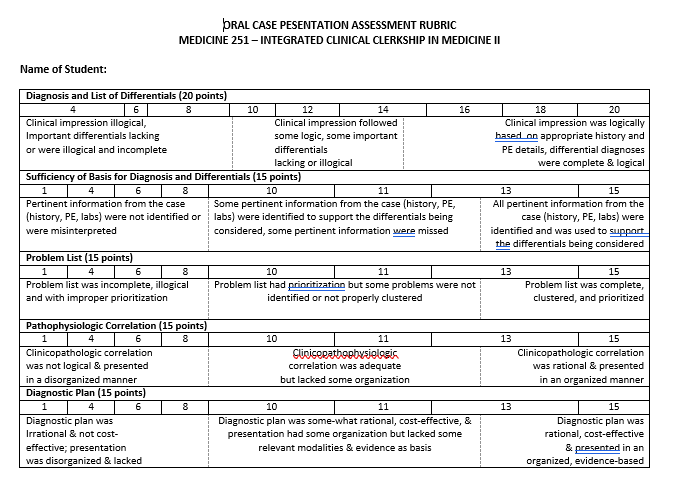 ORAL CASE PESENTATION ASSESSMENT RUBRIC
MEDICINE 251 – INTEGRATED CLINICAL CLERKSHIP IN MEDICINE II
Name of Student:
Diagnosis and List of Differentials (20 points)
4 6 8 10 12 14 16 18 20
Clinical impression illogical,
Important differentials lacking
or were illogical and incomplete
Clinical impression followed
some logic, some important
differentials
lacking or illogical
Clinical impression was logically
based on appropriate history and
PE details, differential diagnoses
were complete & logical
Sufficiency of Basis for Diagnosis and Differentials (15 points)
1 4 6 8 10 11 13 15
Pertinent information from the case
(history, PE, labs) were not identified or
were misinterpreted
Some pertinent information from the case (history, PE,
labs) were identified to support the differentials being
considered, some pertinent information were missed
All pertinent information from the
case (history, PE, labs) were
identified and was used to support
the differentials being considered
Problem List (15 points)
1 4 6 8 10 11 13 15
Problem list was incomplete, illogical
and with improper prioritization
Problem list had prioritization but some problems were not
identified or not properly clustered
Problem list was complete,
clustered, and prioritized
Pathophysiologic Correlation (15 points)
1 4 6 8 10 11 13 15
Clinicopathologic correlation
was not logical & presented
in a disorganized manner
Clinicopathophysiologic
correlation was adequate
but lacked some organization
Clinicopathologic correlation
was rational & presented
in an organized manner
Diagnostic Plan (15 points)
1 4 6 8 10 11 13 15
Diagnostic plan was
Irrational & not cost-
effective; presentation
was disorganized & lacked
Diagnostic plan was some-what rational, cost-effective, &
presentation had some organization but lacked some
relevant modalities & evidence as basis
Diagnostic plan was
rational, cost-effective
& presented in an
organized, evidence-based